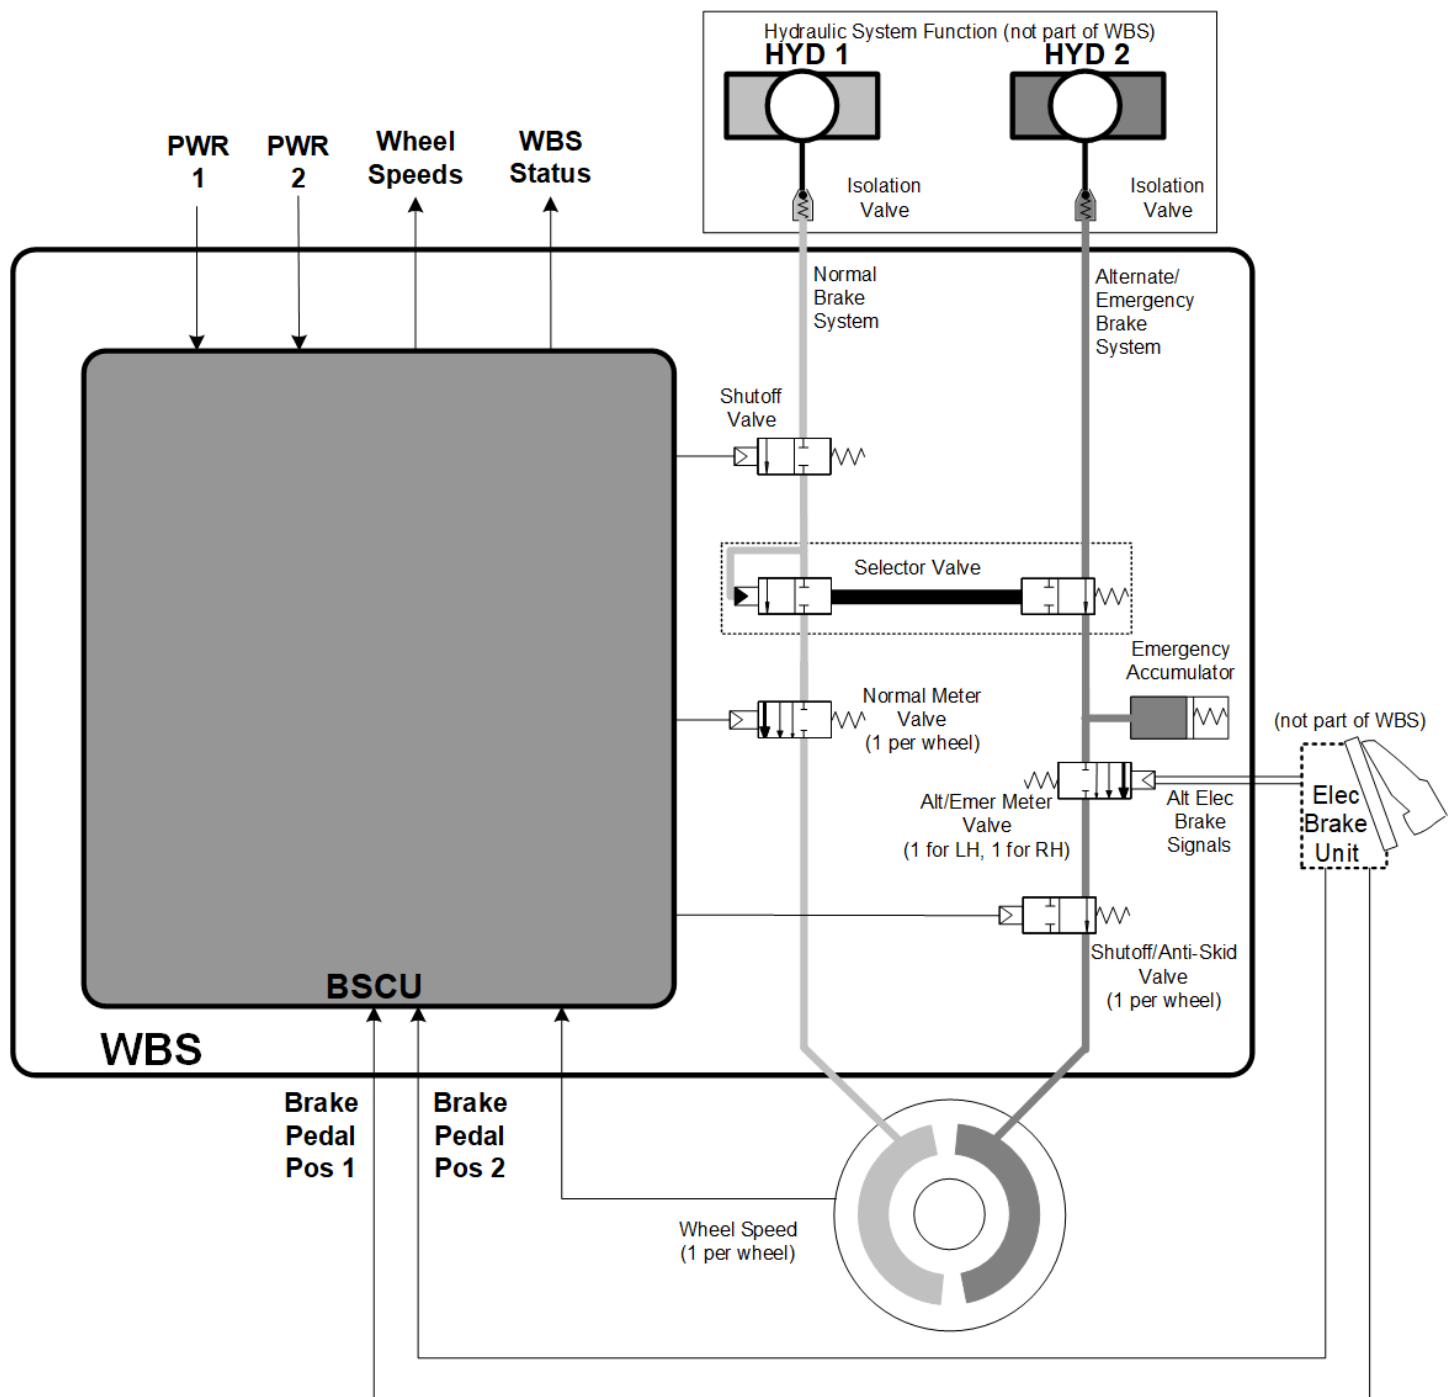 Hydraulic System Function (not part of WBS)
HYD 1
HYD 2
PWR
1
PWR
2
Wheel
Speeds
WBS
Status
Isolation
Valve
Isolation
Valve
Normal
Brake
System
Alternate/
Emergency
Brake
System
Shutoff
Valve
Selector Valve
Emergency
Accumulator
Normal Meter
Valve
(1 per wheel)
(not part of WBS)
Alt/Emer Meter
Valve
(1 for LH, 1 for RH)
Alt Elec
Brake
Signals
Elec
Brake
Unit
Shutoff/Anti-Skid
Valve
(1 per wheel)
BSCU
WBS
Brake
Pedal
Pos 1
Brake
Pedal
Pos 2
Wheel Speed
(1 per wheel)